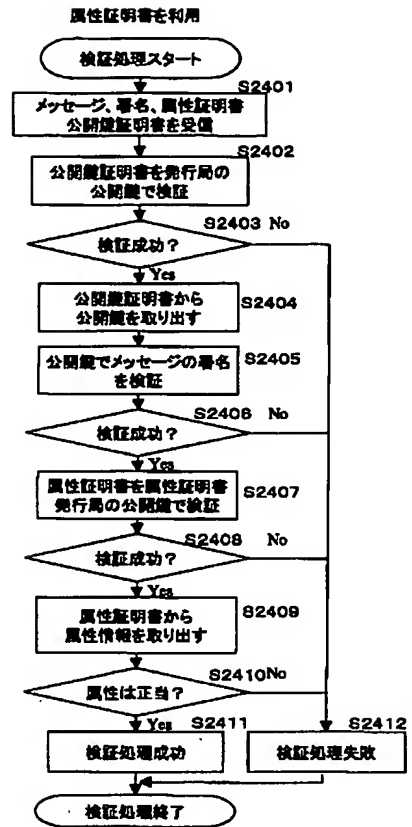 属性証明書を利用
検証処理スタート
S2401
メッセージ、署名、属性証明書
公開鍵証明書を受信
S2402
公開鍵証明書を発行局の
公開鍵で検証
S2403 No
検証成功？
Yes
公開鍵証明書から
公開鍵を取り出す
S2404
公開鍵でメッセージの署名
を検証
S2405
S2406 No
検証成功？
Yes
属性証明書を属性証明書
発行局の公開鍵で検証
S2407
S2408 No
検証成功？
Yes
属性証明書から
属性情報を取り出す
S2409
S2410 No
属性は正当？
Yes
S2411
S2412
検証処理成功
検証処理失敗
検証処理終了